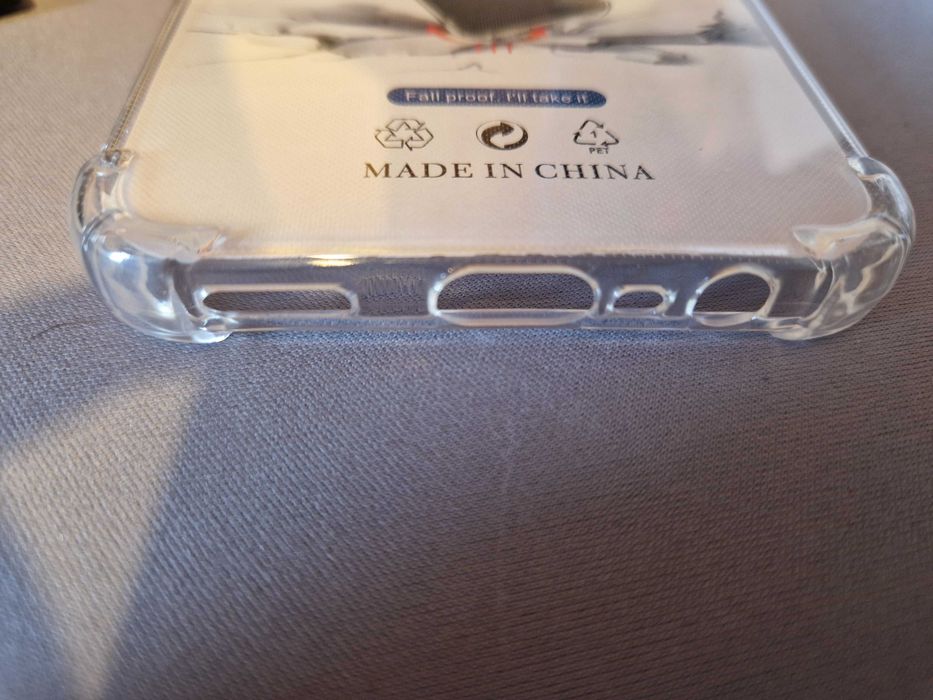 Fall proof. I'll take it
1
PET
MADE IN CHINA